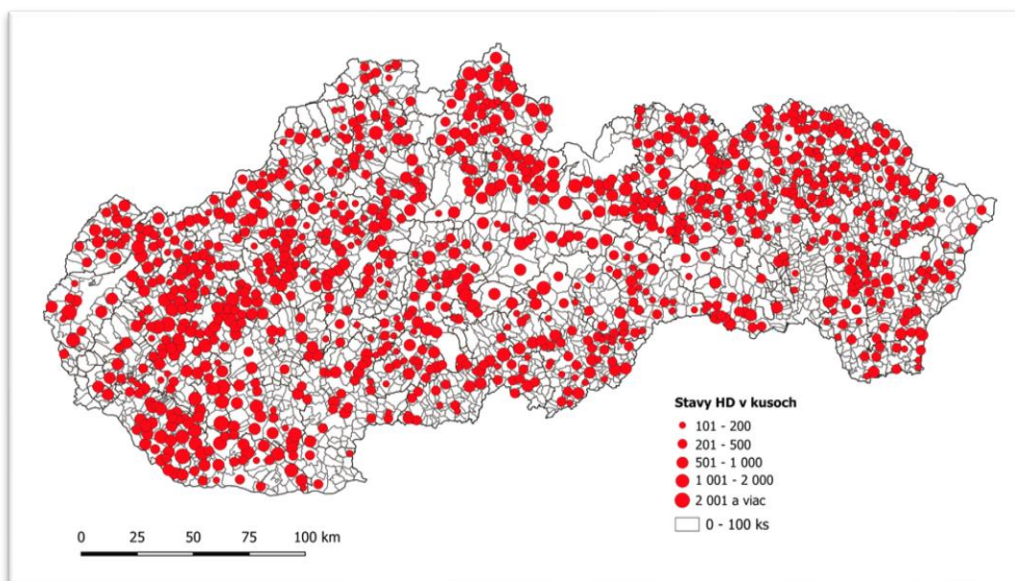 Stavy HD v kusoch
101 - 200
201 - 500
501 - 1 000
1 001 - 2 000
2 001 a viac
0 - 100 ks
0 25 50 75 100 km